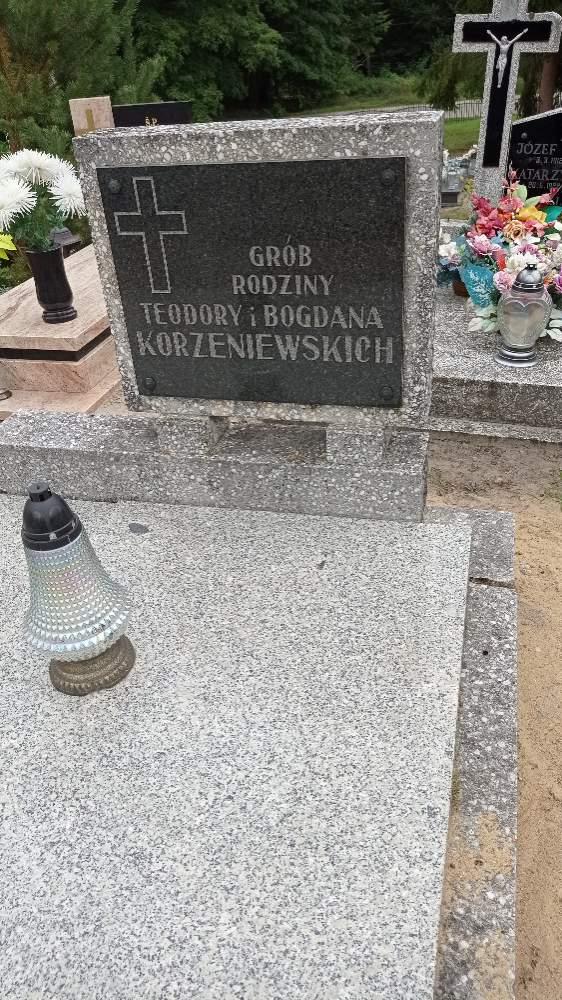 GRÓB
RODZINY
TEODORY i BOGDANA
KORZENIEWSKICH
Ś.P.
JÓZEF